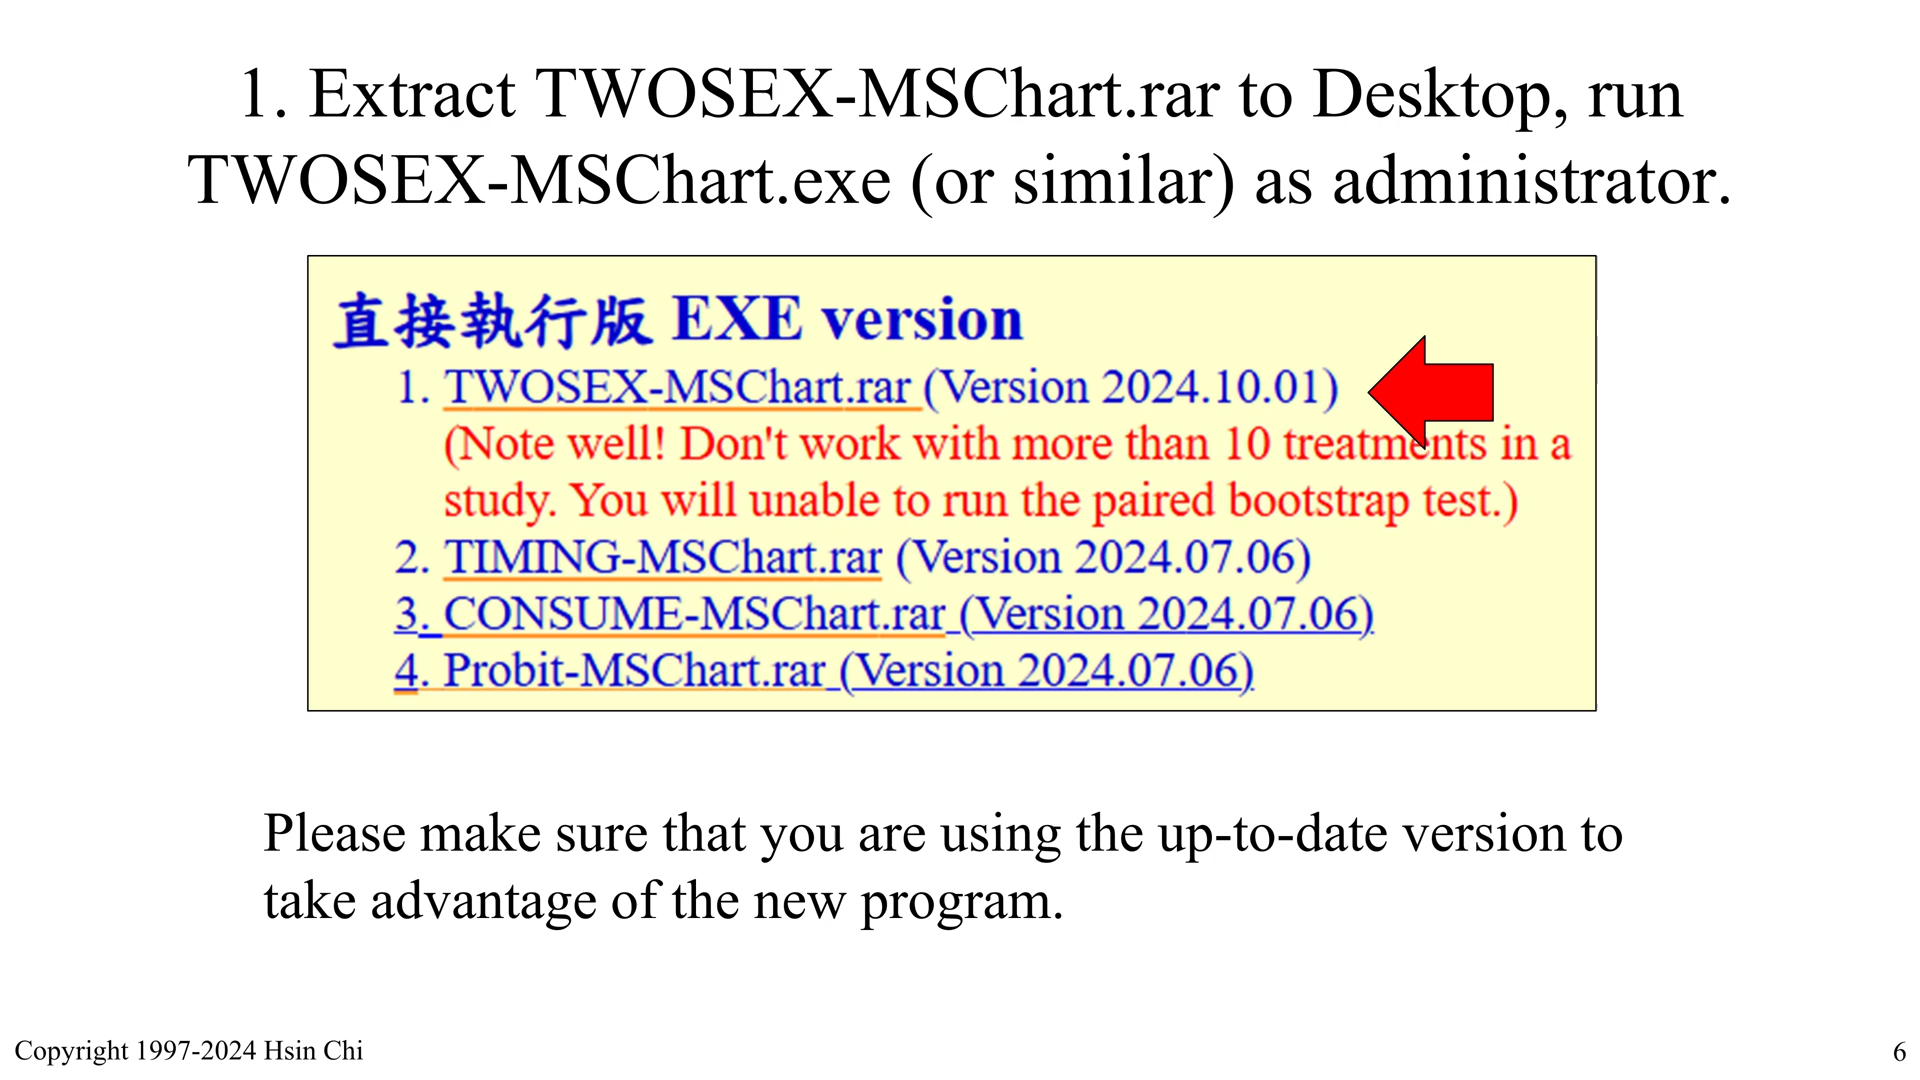 1. Extract TWOSEX-MSChart.rar to Desktop, run
TWOSEX-MSChart.exe (or similar) as administrator.
直接執行版 EXE version
1. TWOSEX-MSChart.rar (Version 2024.10.01)
(Note well! Don't work with more than 10 treatments in a
study. You will unable to run the paired bootstrap test.)
2. TIMING-MSChart.rar (Version 2024.07.06)
3. CONSUME-MSChart.rar (Version 2024.07.06)
4. Probit-MSChart.rar (Version 2024.07.06)
Please make sure that you are using the up-to-date version to
take advantage of the new program.
Copyright 1997-2024 Hsin Chi
6